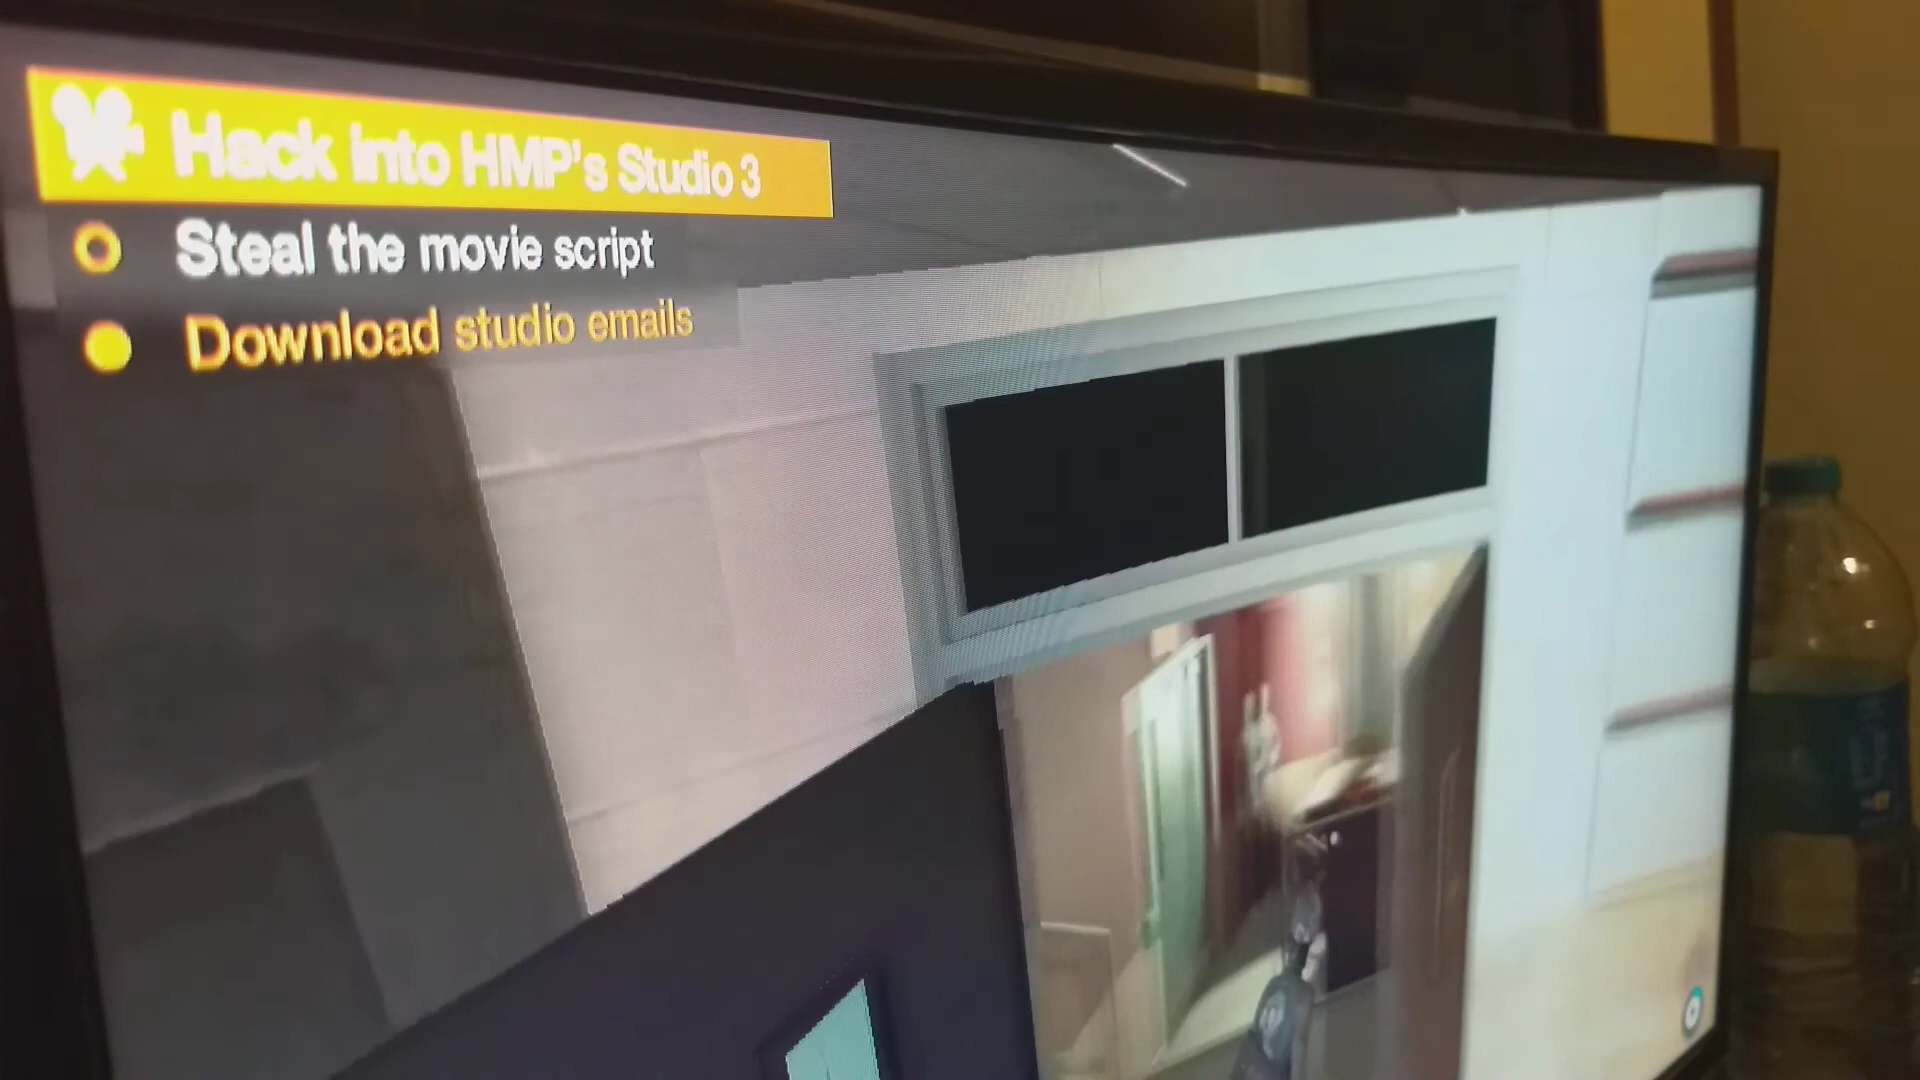 Hack into HMP's Studio 3
Steal the movie script
Download studio emails